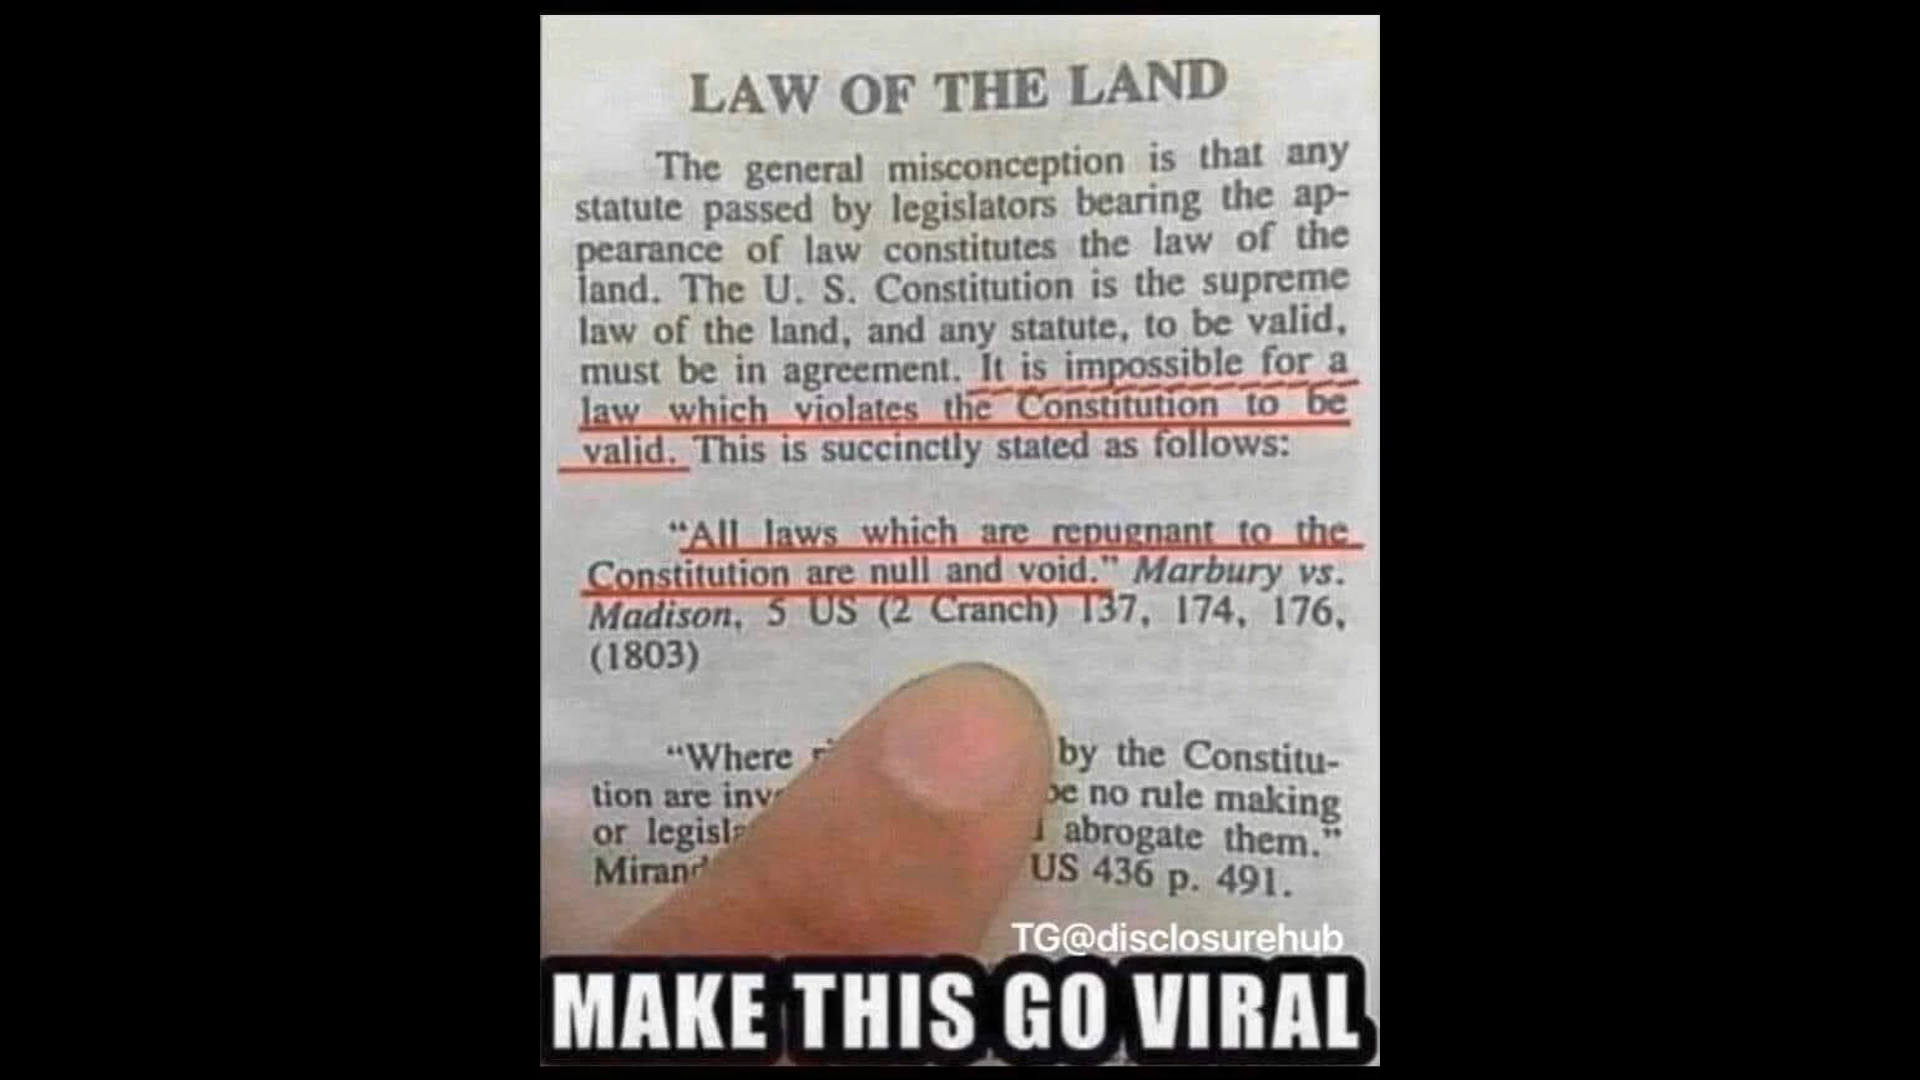 LAW OF THE LAND
The general misconception is that any
statute passed by legislators bearing the ap-
pearance of law constitutes the law of the
land. The U. S. Constitution is the supreme
law of the land, and any statute, to be valid,
must be in agreement. It is impossible for a
law which violates the Constitution to be
valid. This is succinctly stated as follows:
"All laws which are repugnant to the
Constitution are null and void." Marbury vs.
Madison, 5 US (2 Cranch) 137, 174, 176,
(1803)
"Where by the Constitu-
tion are no rule making
or abrogate them."
US 436 p. 491.
TG@disclosurehub
MAKE THIS GO VIRAL